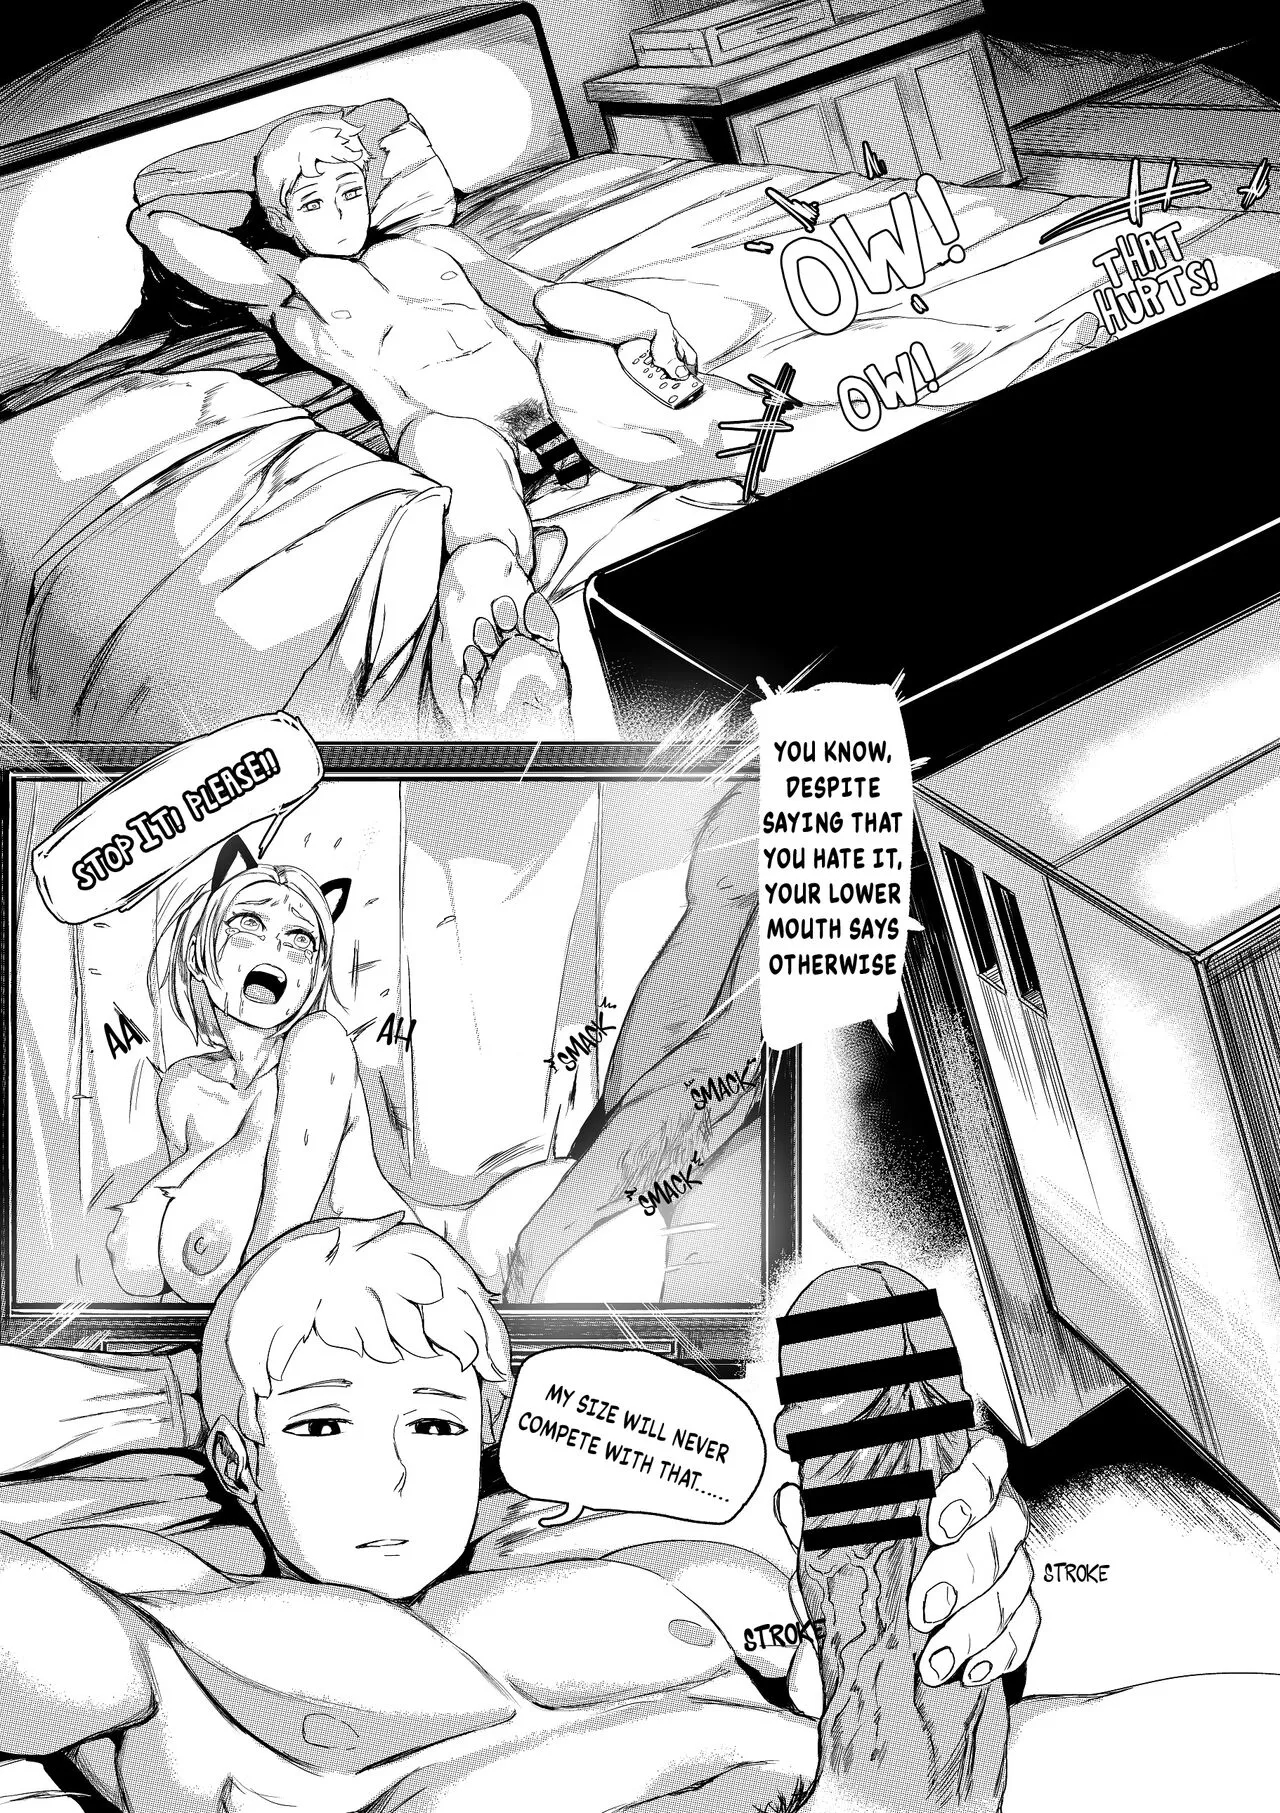 OW!
THAT
HURTS!
OW!
STOP IT! PLEASE!!
YOU KNOW,
DESPITE
SAYING THAT
YOU HATE IT,
YOUR LOWER
MOUTH SAYS
OTHERWISE
AA
AH
SMACK
SMACK
SMACK
MY SIZE WILL NEVER
COMPETE WITH THAT......
STROKE
STROKE